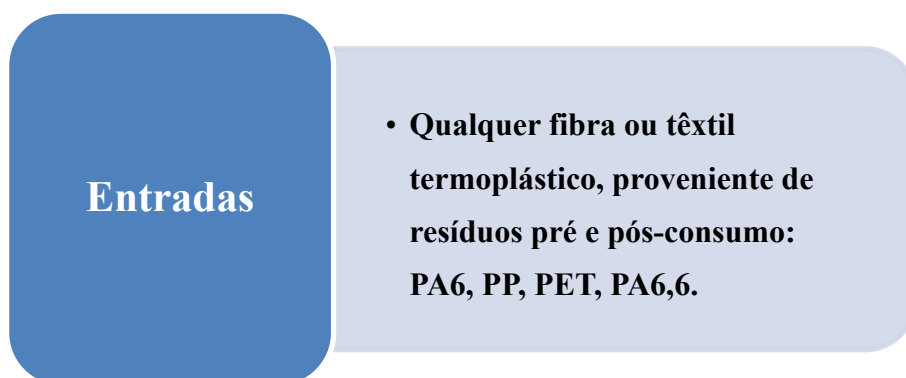 Entradas
• Qualquer fibra ou têxtil
termoplástico, proveniente de
resíduos pré e pós-consumo:
PA6, PP, PET, PA6,6.